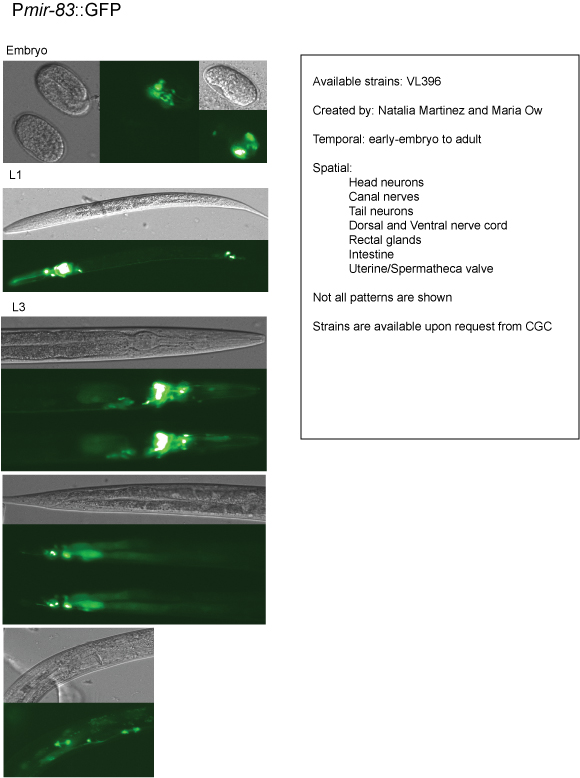 Pmir-83::GFP
Embryo
L1
L3
Available strains: VL396
Created by: Natalia Martinez and Maria Ow
Temporal: early-embryo to adult
Spatial:
Head neurons
Canal nerves
Tail neurons
Dorsal and Ventral nerve cord
Rectal glands
Intestine
Uterine/Spermatheca valve
Not all patterns are shown
Strains are available upon request from CGC